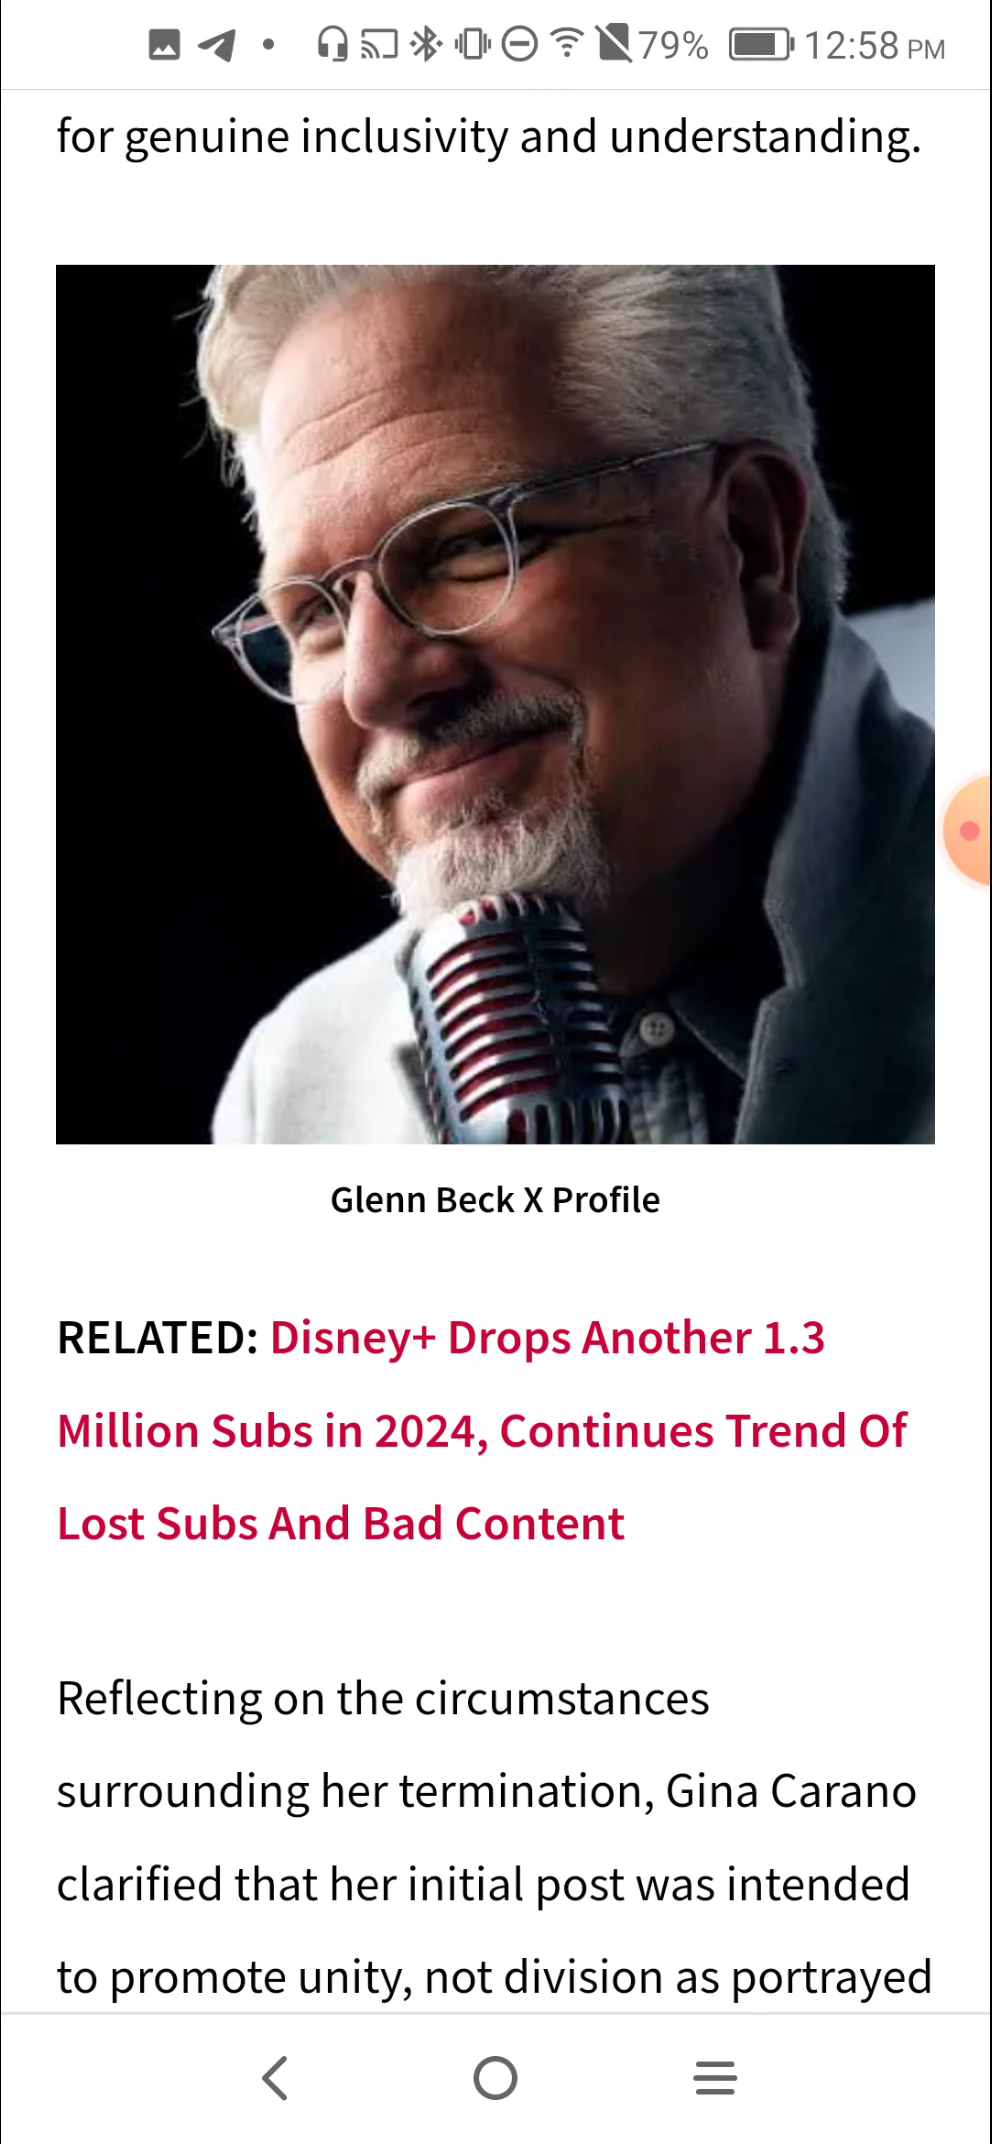 79% 12:58 PM
for genuine inclusivity and understanding.
Glenn Beck X Profile
RELATED: Disney+ Drops Another 1.3
Million Subs in 2024, Continues Trend Of
Lost Subs And Bad Content
Reflecting on the circumstances
surrounding her termination, Gina Carano
clarified that her initial post was intended
to promote unity, not division as portrayed